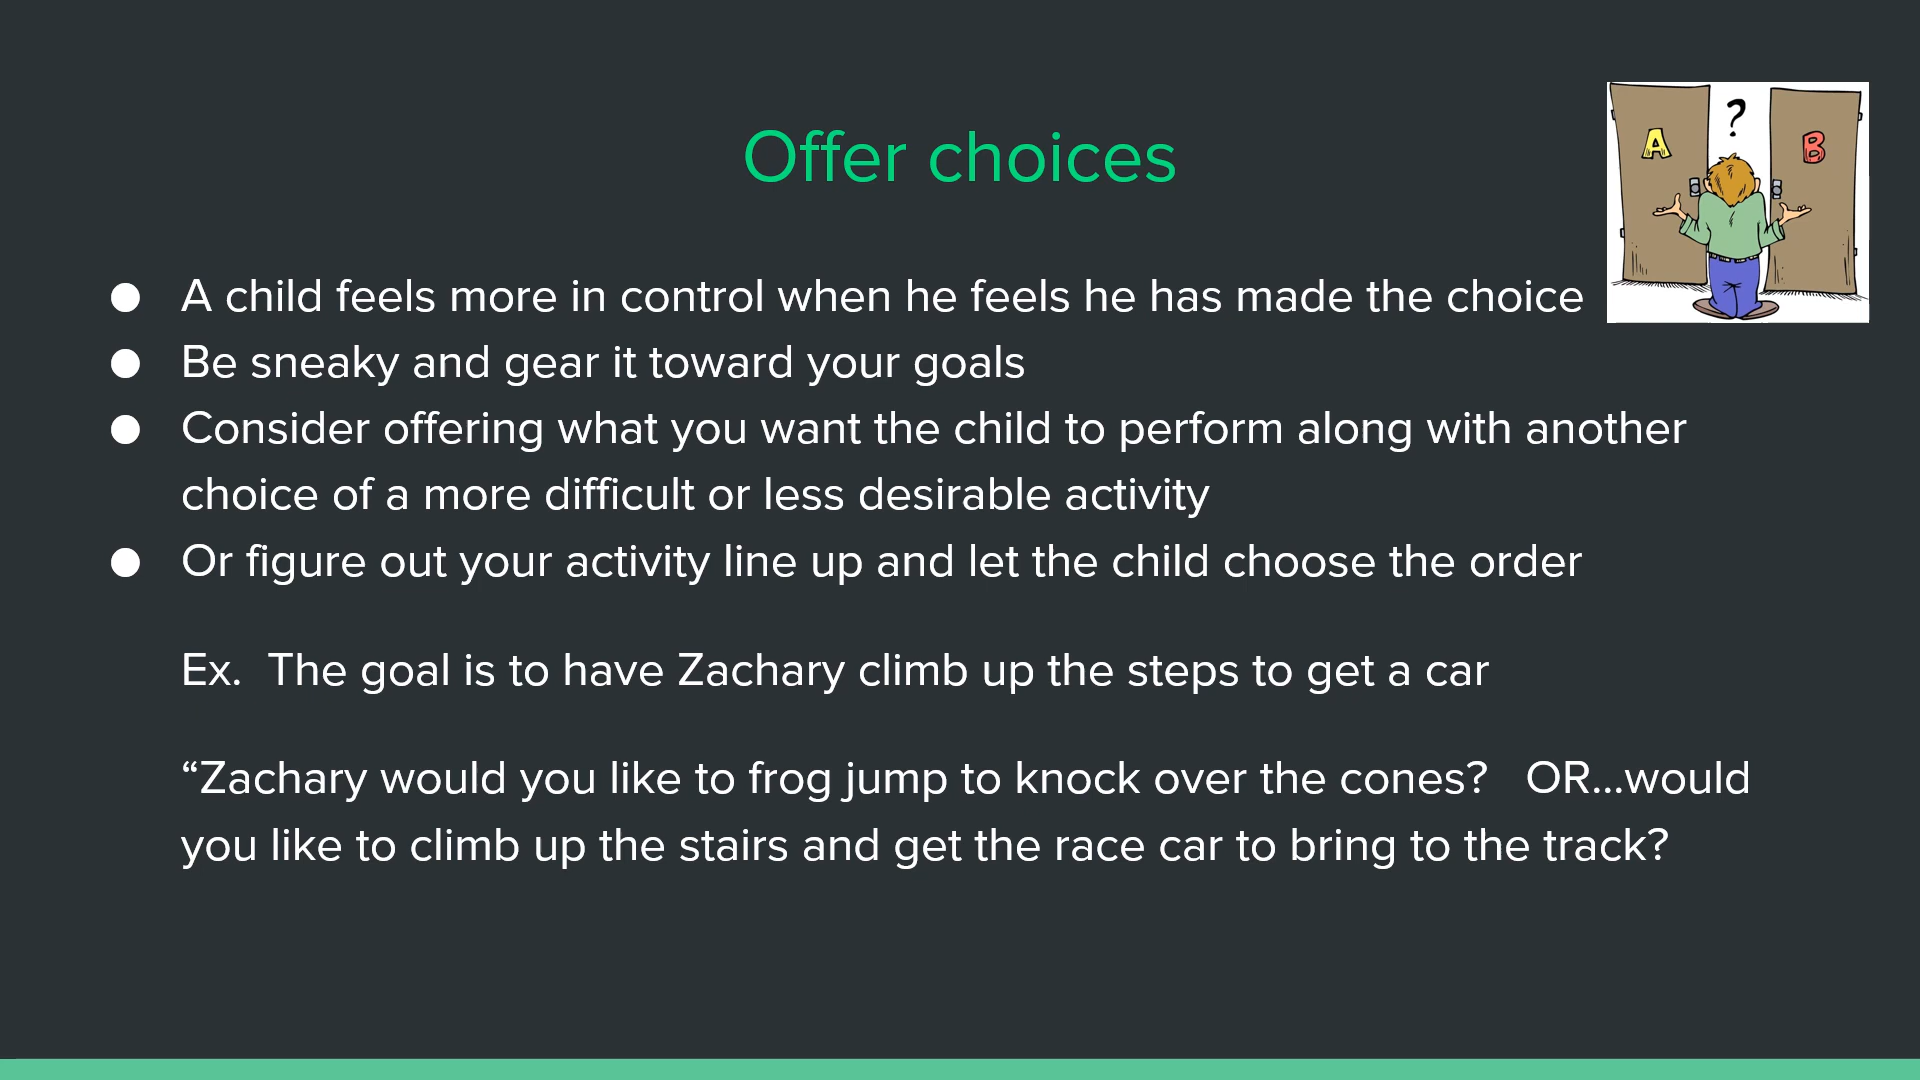 Offer choices
A
?
B
● A child feels more in control when he feels he has made the choice
● Be sneaky and gear it toward your goals
● Consider offering what you want the child to perform along with another
choice of a more difficult or less desirable activity
● Or figure out your activity line up and let the child choose the order
Ex.  The goal is to have Zachary climb up the steps to get a car
“Zachary would you like to frog jump to knock over the cones?   OR...would
you like to climb up the stairs and get the race car to bring to the track?